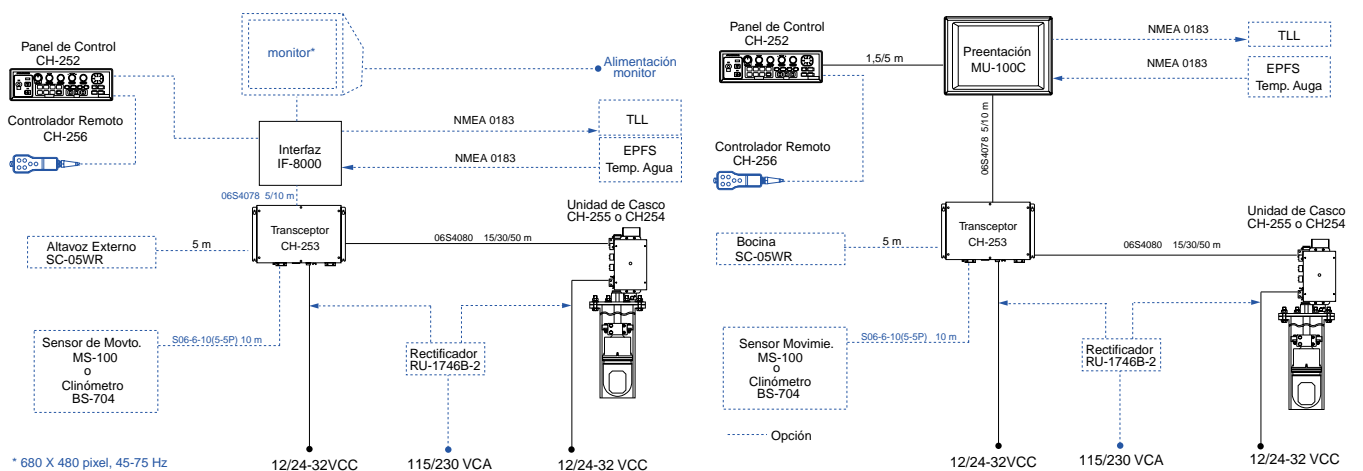 Panel de Control
CH-252
monitor*
Alimentación
monitor
Controlador Remoto
CH-256
NMEA 0183
TLL
Interfaz
IF-8000
NMEA 0183
EPFS
Temp. Agua
06S4078 5/10 m
Unidad de Casco
CH-255 o CH254
Altavoz Externo
SC-05WR
5 m
Transceptor
CH-253
06S4080 15/30/50 m
Sensor de Movto.
MS-100
o
Clinómetro
BS-704
S06-6-10(5-5P) 10 m
Rectificador
RU-1746B-2
* 680 X 480 pixel, 45-75 Hz
12/24-32VCC
115/230 VCA
12/24-32 VCC
Panel de Control
CH-252
1,5/5 m
Preentación
MU-100C
NMEA 0183
TLL
NMEA 0183
EPFS
Temp. Auga
Controlador Remoto
CH-256
06S4078 5/10 m
Unidad de Casco
CH-255 o CH254
Bocina
SC-05WR
5 m
Transceptor
CH-253
06S4080 15/30/50 m
Sensor Movimie.
MS-100
o
Clinómetro
BS-704
S06-6-10(5-5P) 10 m
Rectificador
RU-1746B-2
Opción
12/24-32VCC
115/230 VCA
12/24-32 VCC